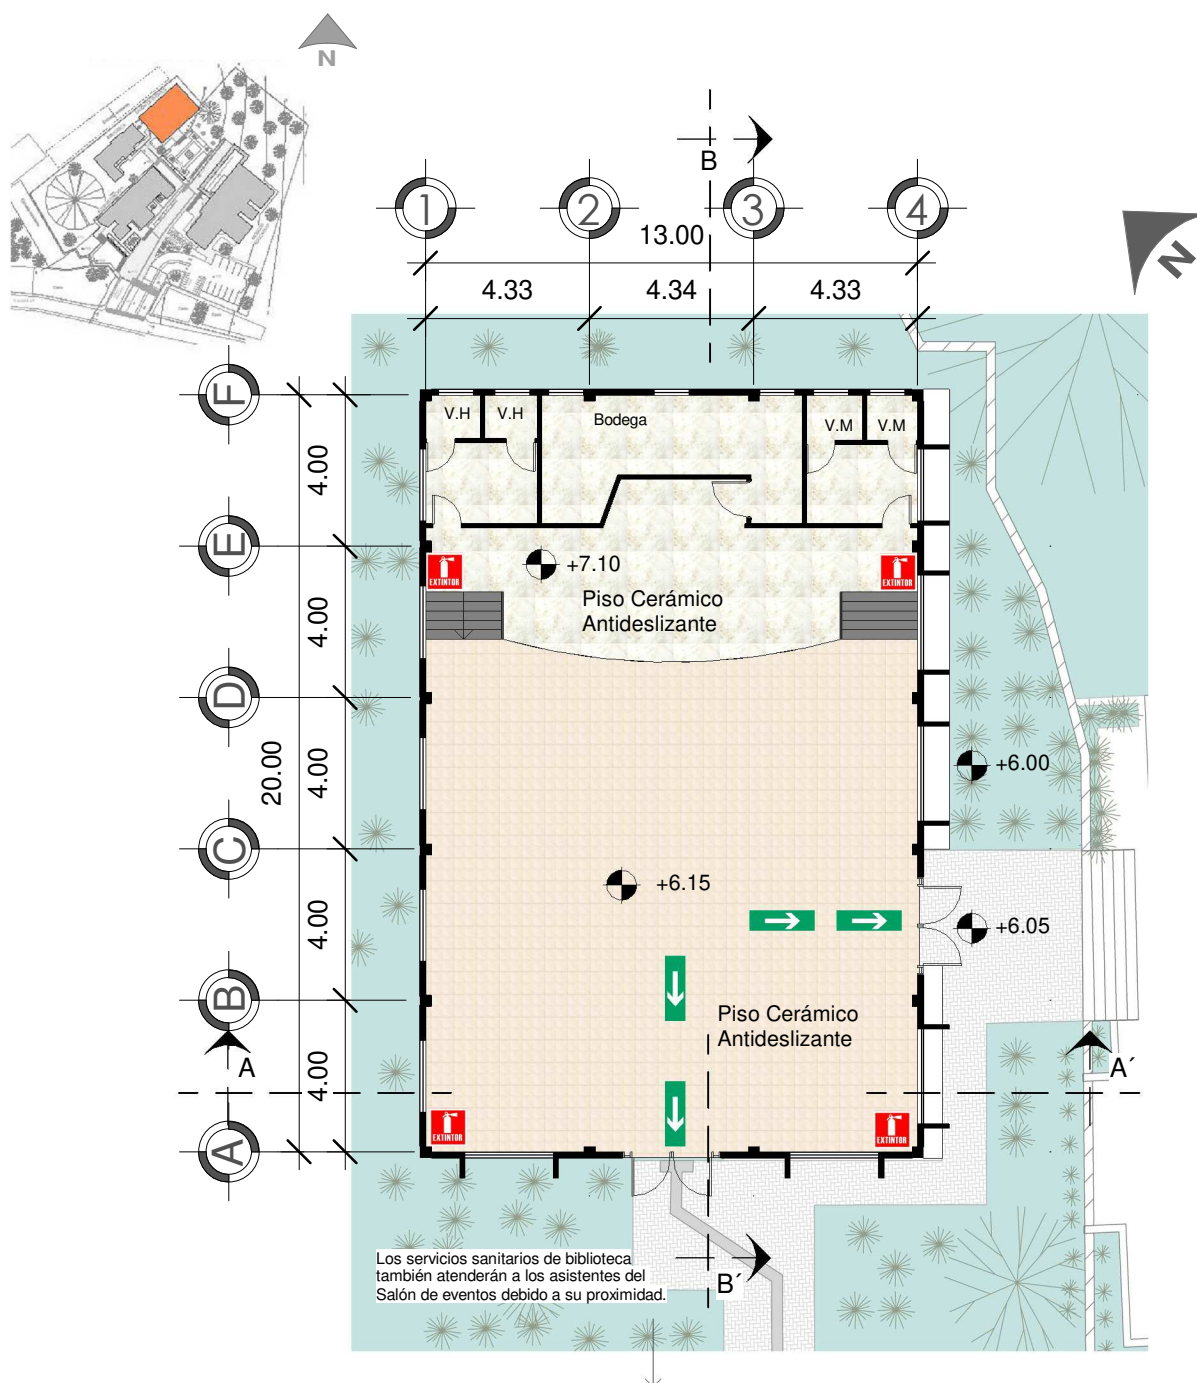 N
B
1
2
3
4
13.00
N
4.33
4.34
4.33
F
V.H
V.H
Bodega
V.M
V.M
4.00
E
EXTINTOR
+7.10
EXTINTOR
Piso Cerámico
Antideslizante
4.00
D
20.00
4.00
+6.00
C
+6.15
4.00
+6.05
B
Piso Cerámico
Antideslizante
A
4.00
A´
EXTINTOR
EXTINTOR
A
Los servicios sanitarios de biblioteca
también atenderán a los asistentes del
Salón de eventos debido a su proximidad.
B´